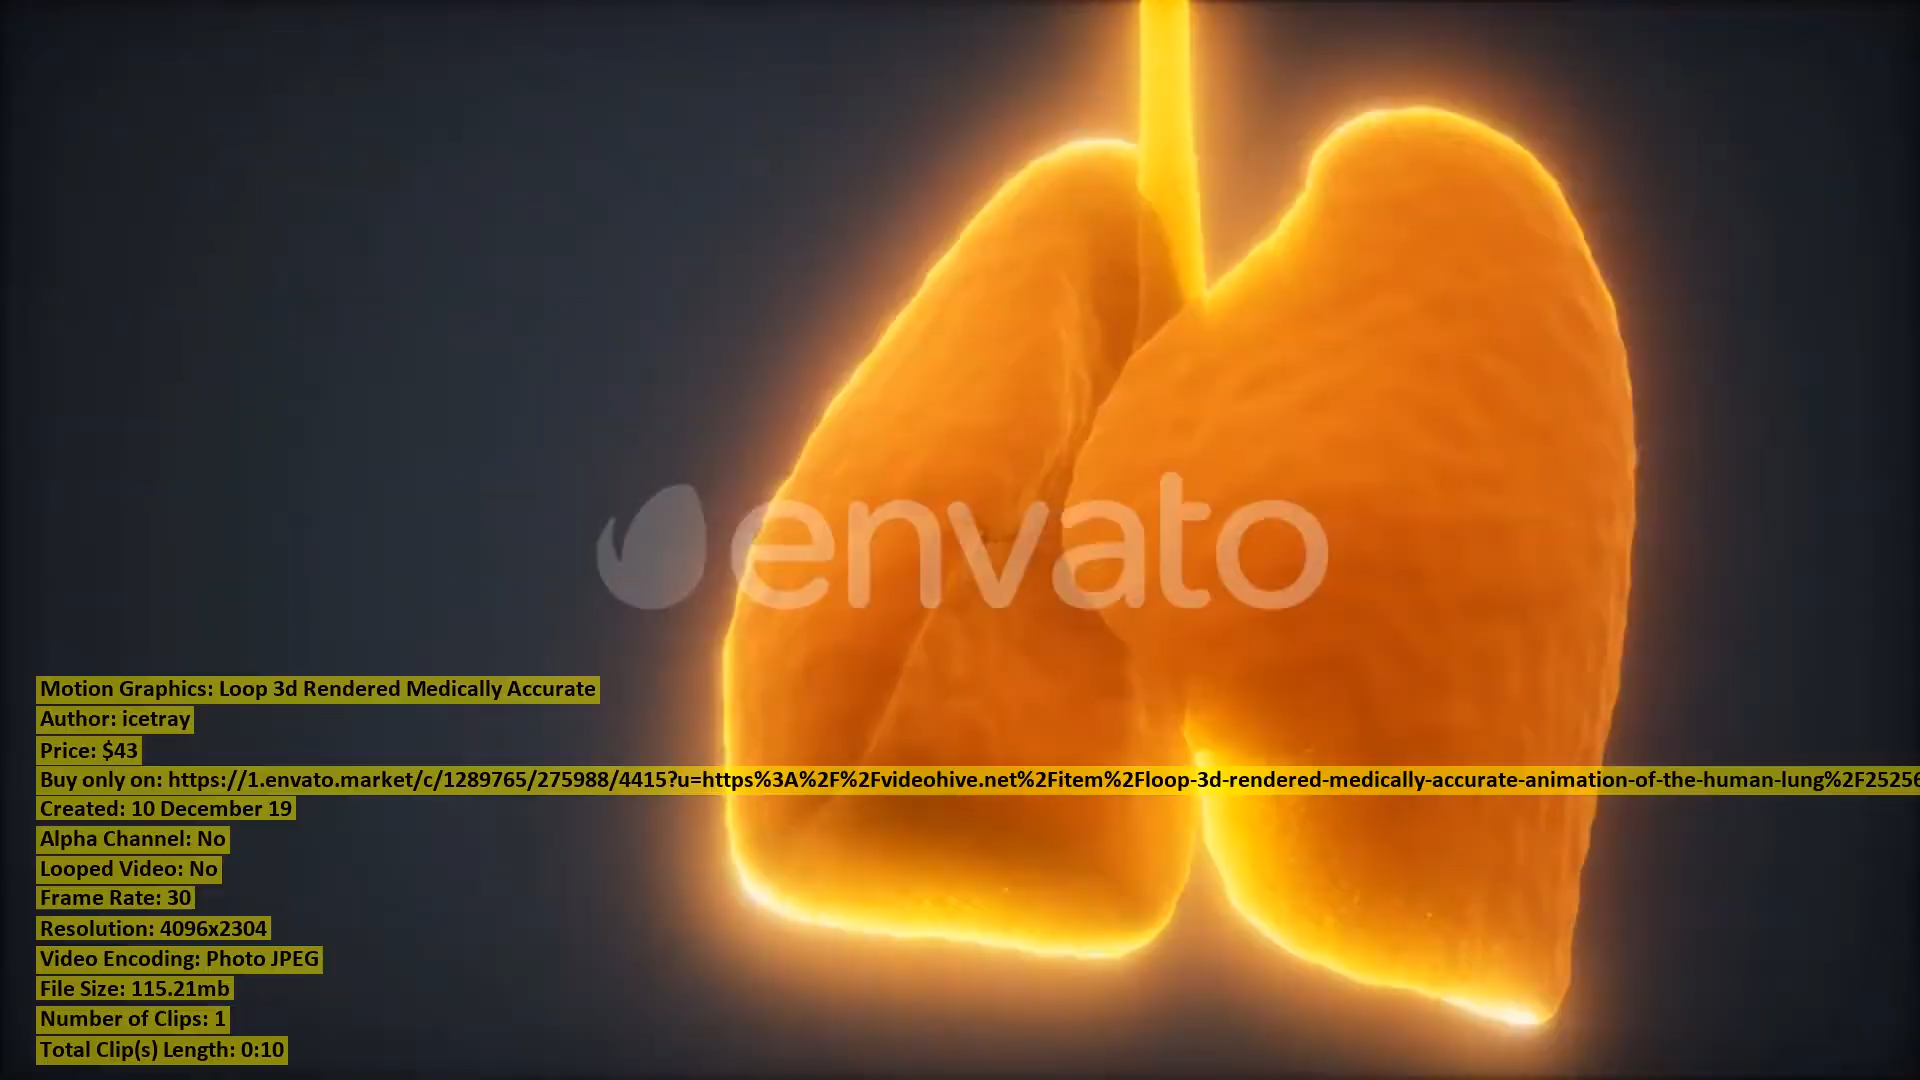 envato
Motion Graphics: Loop 3d Rendered Medically Accurate
Author: icetray
Price: $43
Buy only on: https://1.envato.market/c/1289765/275988/4415?u=https%3A%2F%2Fvideohive.net%2Fitem%2Floop-3d-rendered-medically-accurate-animation-of-the-human-lung%2F25256
Created: 10 December 19
Alpha Channel: No
Looped Video: No
Frame Rate: 30
Resolution: 4096x2304
Video Encoding: Photo JPEG
File Size: 115.21mb
Number of Clips: 1
Total Clip(s) Length: 0:10